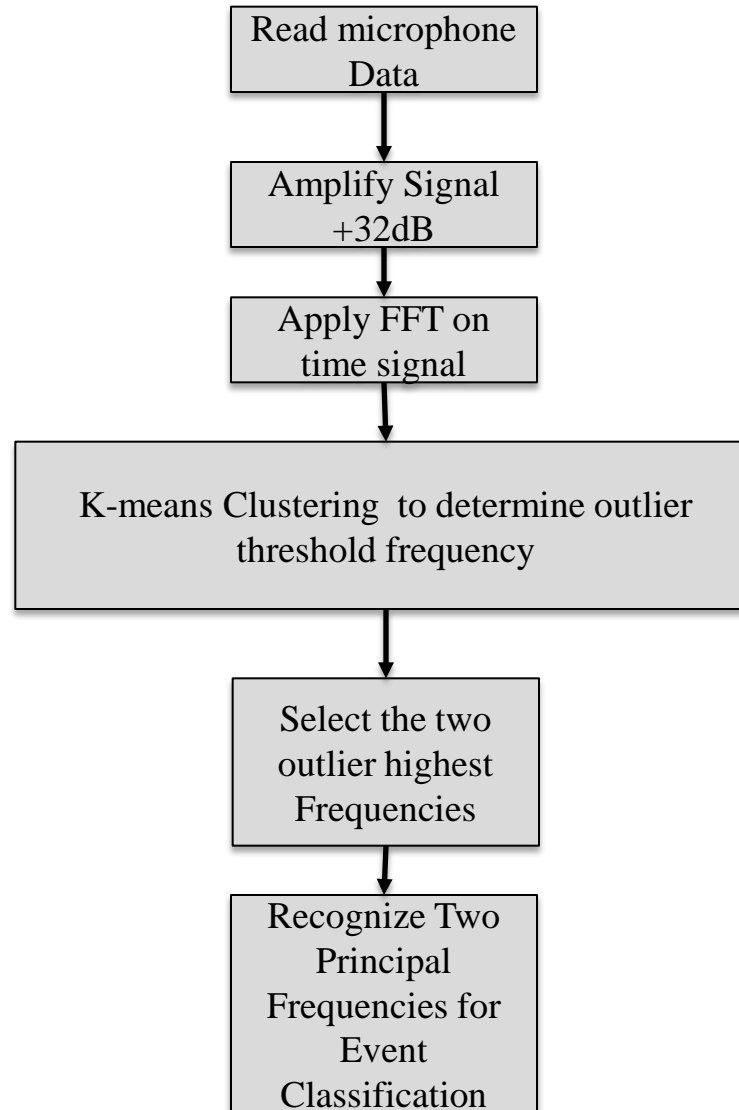 Read microphone
Data
Amplify Signal
+32dB
Apply FFT on
time signal
K-means Clustering  to determine outlier
threshold frequency
Select the two
outlier highest
Frequencies
Recognize Two
Principal
Frequencies for
Event
Classification